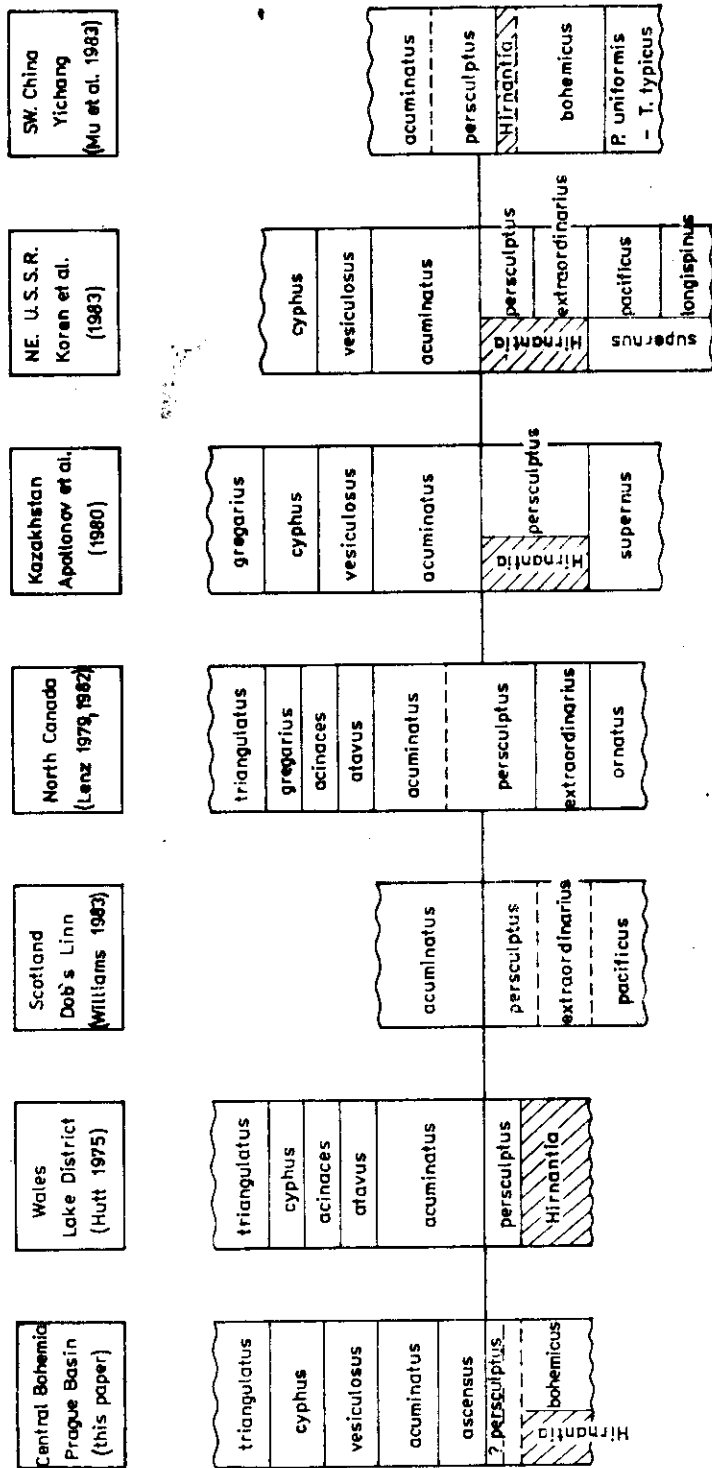 Central Bohemia
Prague Basin
(this paper)
triangulatus
cyphus
vesiculosus
acuminatus
ascensus
? persculptus
bohemicus
Hirnantia
Wales
Lake District
(Hutt 1975)
triangulatus
cyphus
acinaces
atavus
acuminatus
persculptus
Hirnantia
Scotland
Dob`s Linn
(Williams 1983)
acuminatus
persculptus
extraordinarius
pacificus
North Canada
(Lenz 1979,1982)
triangulatus
gregarius
acinaces
atavus
acuminatus
persculptus
extraordinarius
ornatus
Kazakhstan
Apollonov et al.
(1980)
gregarius
cyphus
vesiculosus
acuminatus
persculptus
Hirnantia
supernus
NE. U.S.S.R.
Koren et al.
(1983)
cyphus
vesiculosus
acuminatus
persculptus
extraordinarius
Hirnantia
pacificus
longispinus
supernus
SW. China
Yichang
(Mu et al. 1983)
acuminatus
persculptus
Hirnantia
bohemicus
P. uniformis
- T. typicus